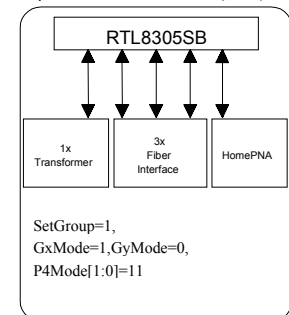 RTL8305SB
1x
Transformer
3x
Fiber
Interface
HomePNA
SetGroup=1,
GxMode=1,GyMode=0,
P4Mode[1:0]=11